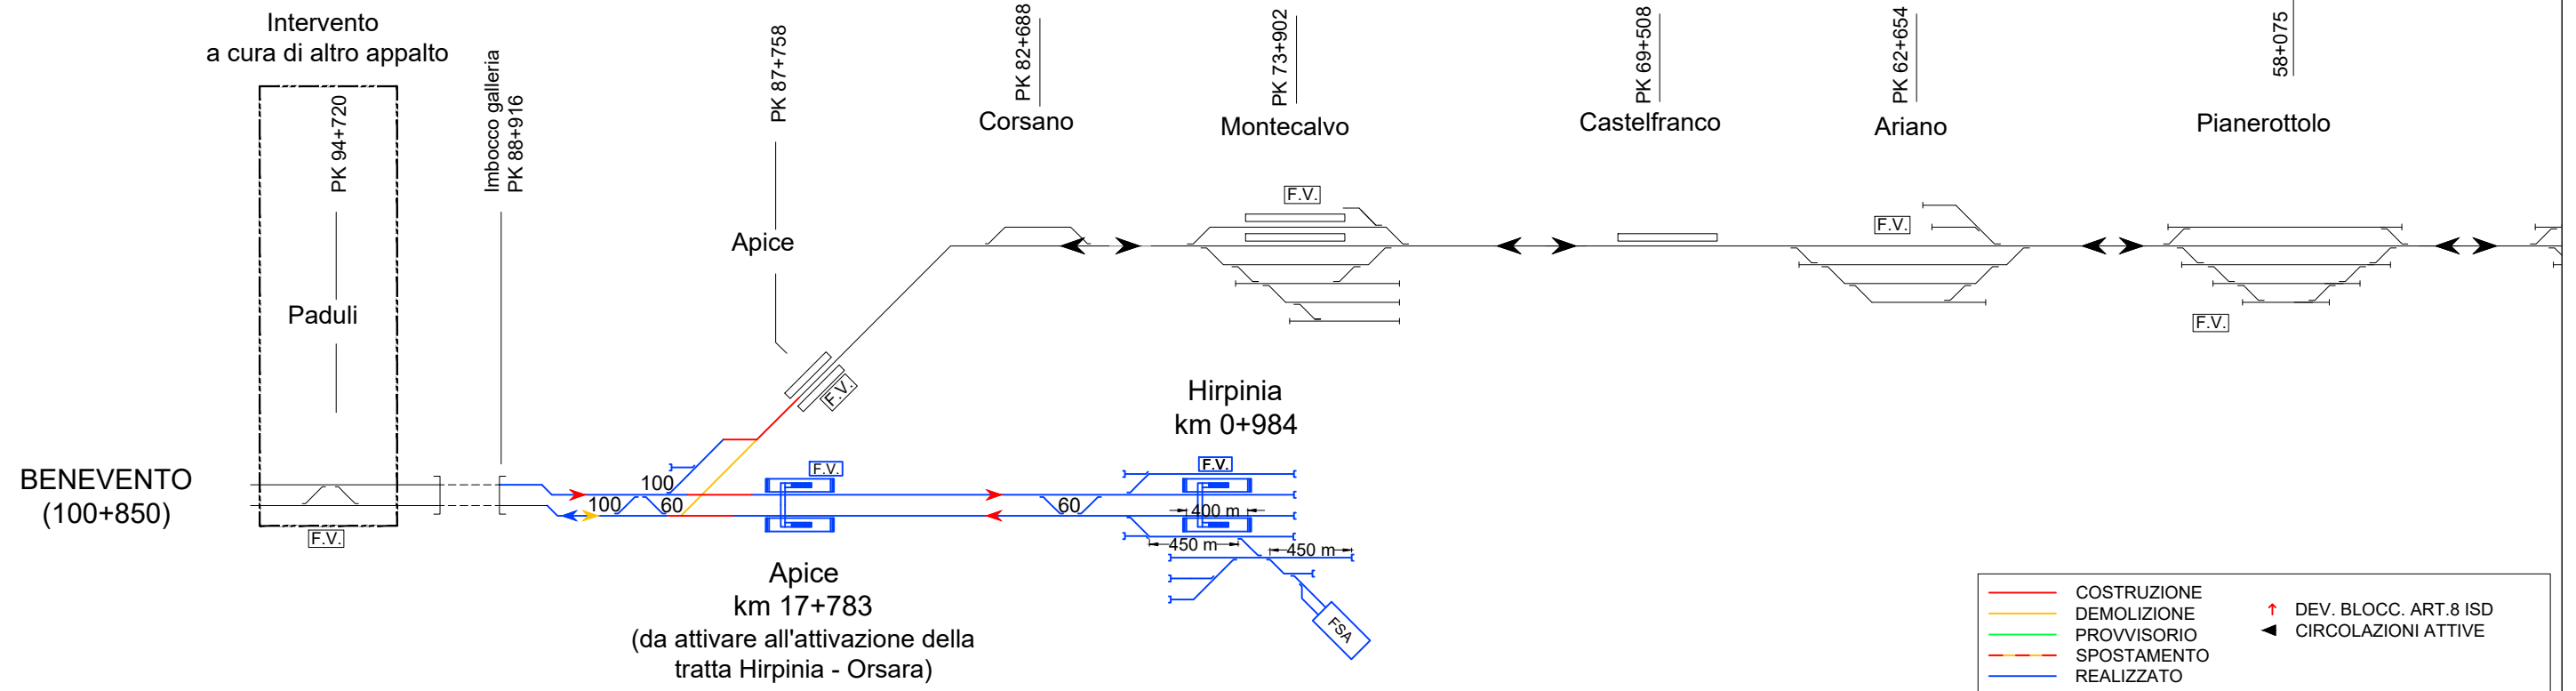 Intervento
a cura di altro appalto
PK 94+720
Paduli
F.V.
BENEVENTO
(100+850)
Imbocco galleria
PK 88+916
PK 87+758
Apice
F.V.
PK 82+688
Corsano
PK 73+902
Montecalvo
F.V.
PK 69+508
Castelfranco
PK 62+654
Ariano
F.V.
58+075
Pianerottolo
F.V.
100
100
60
F.V.
Apice
km 17+783
(da attivare all'attivazione della
tratta Hirpinia - Orsara)
60
Hirpinia
km 0+984
F.V.
400 m
450 m
450 m
FSA
COSTRUZIONE
DEMOLIZIONE
PROVVISORIO
SPOSTAMENTO
REALIZZATO
DEV. BLOCC. ART.8 ISD
CIRCOLAZIONI ATTIVE